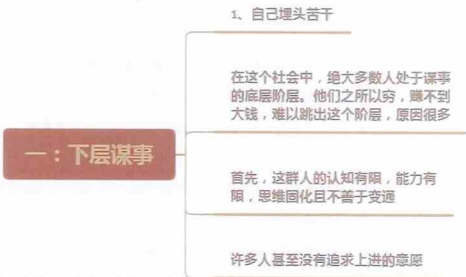 1、自己埋头苦干
在这个社会中，绝大多数人处于谋事
的底层阶层。他们之所以穷，赚不到
大钱，难以跳出这个阶层，原因很多
一：下层谋事
首先，这群人的认知有限，能力有
限，思维固化且不善于变通
许多人甚至没有追求上进的意愿